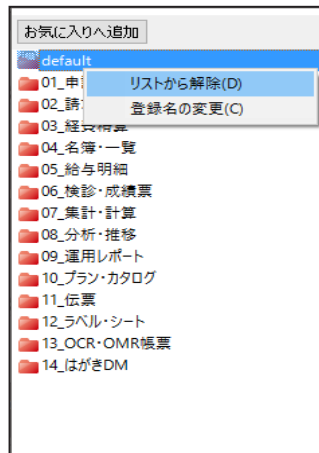 お気に入りへ追加
default
リストから解除(D)
登録名の変更(C)
01_申
02_請
03_経費精算
04_名簿・一覧
05_給与明細
06_検診・成績票
07_集計・計算
08_分析・推移
09_運用レポート
10_プラン・カタログ
11_伝票
12_ラベル・シート
13_OCR・OMR帳票
14_はがきDM